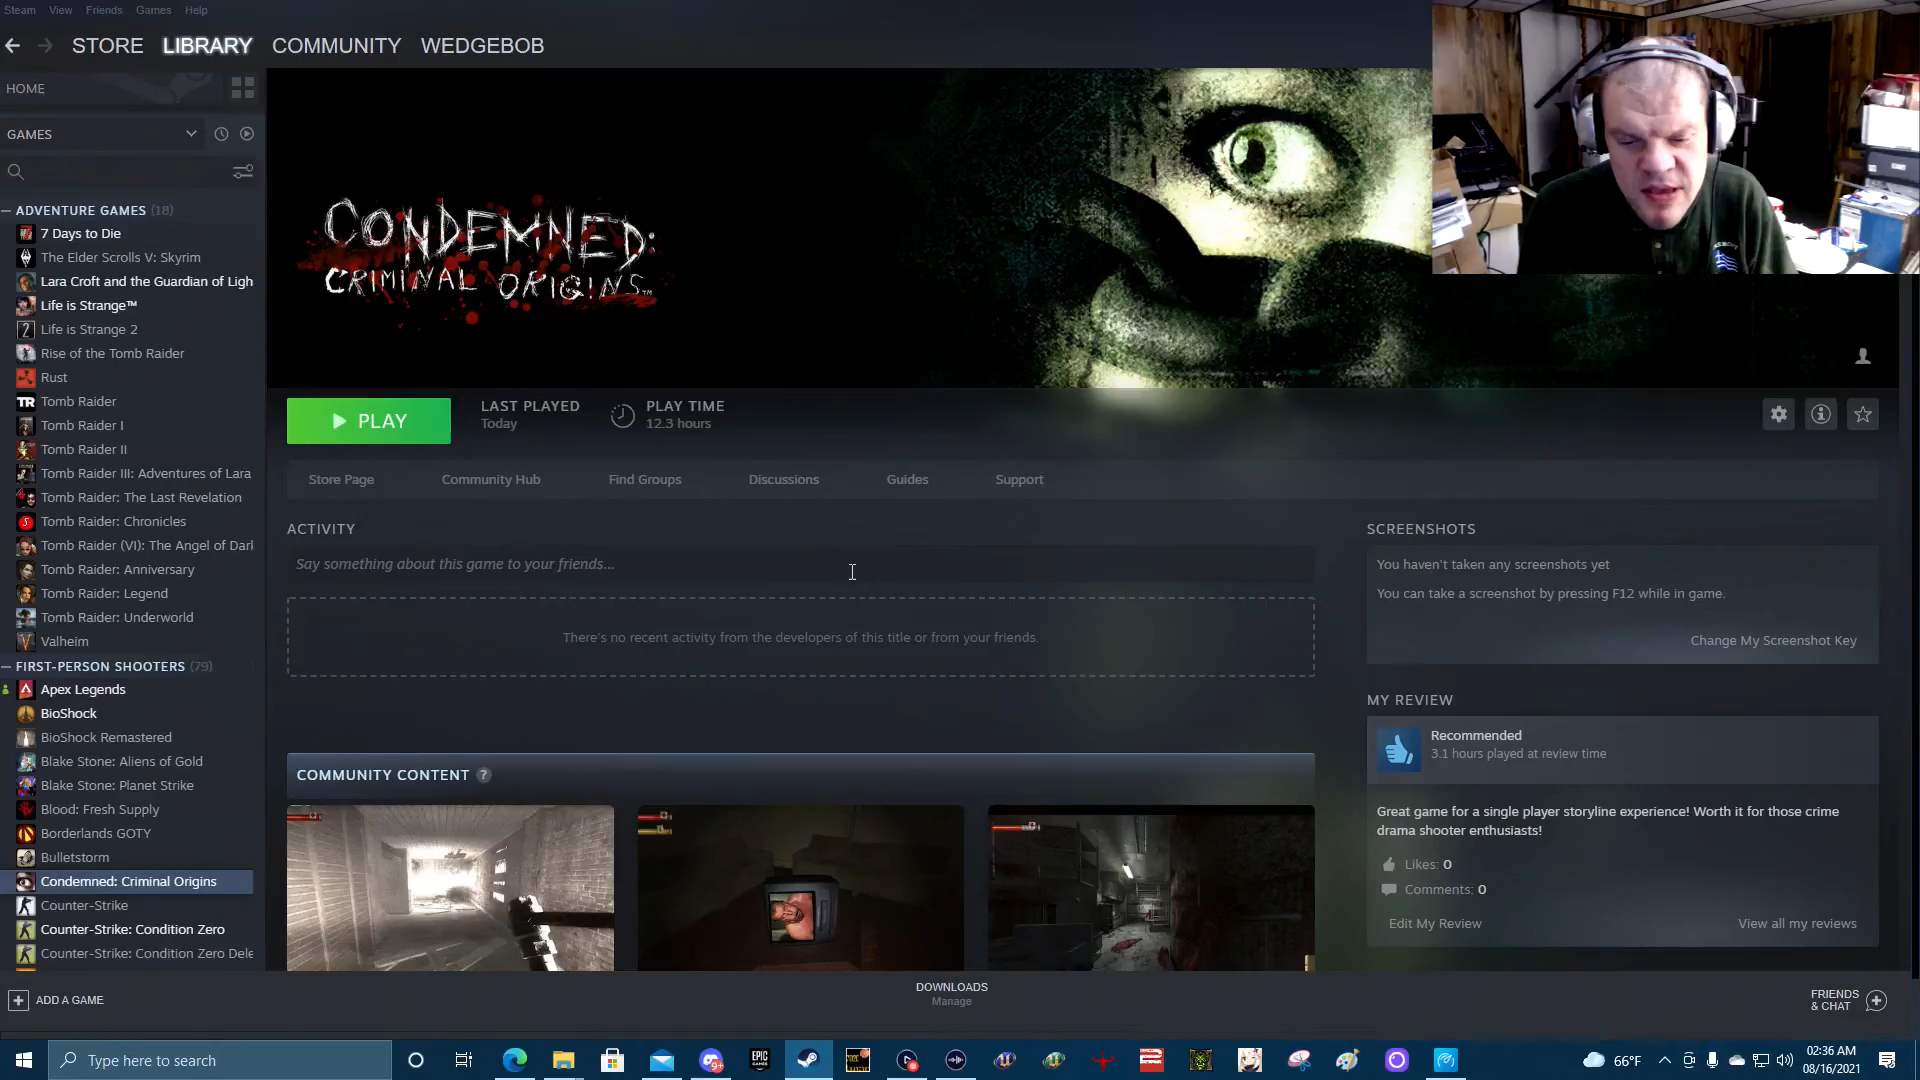 Steam View Friends Games Help
STORE LIBRARY COMMUNITY WEDGEBOB
HOME
GAMES
ADVENTURE GAMES (18)
7 Days to Die
The Elder Scrolls V: Skyrim
Lara Croft and the Guardian of Ligh
Life is Strange™
Life is Strange 2
Rise of the Tomb Raider
Rust
Tomb Raider
Tomb Raider I
Tomb Raider II
Tomb Raider III: Adventures of Lara
Tomb Raider: The Last Revelation
Tomb Raider: Chronicles
Tomb Raider (VI): The Angel of Dark
Tomb Raider: Anniversary
Tomb Raider: Legend
Tomb Raider: Underworld
Valheim
FIRST-PERSON SHOOTERS (79)
Apex Legends
BioShock
BioShock Remastered
Blake Stone: Aliens of Gold
Blake Stone: Planet Strike
Blood: Fresh Supply
Borderlands GOTY
Bulletstorm
Condemned: Criminal Origins
Counter-Strike
Counter-Strike: Condition Zero
Counter-Strike: Condition Zero Dele
ADD A GAME
CONDEMNED:
CRIMINAL ORIGINS™
PLAY
LAST PLAYED
Today
PLAY TIME
12.3 hours
Store Page Community Hub Find Groups Discussions Guides Support
ACTIVITY
Say something about this game to your friends...
There's no recent activity from the developers of this title or from your friends.
COMMUNITY CONTENT ?
SCREENSHOTS
You haven't taken any screenshots yet
You can take a screenshot by pressing F12 while in game.
Change My Screenshot Key
MY REVIEW
Recommended
3.1 hours played at review time
Great game for a single player storyline experience! Worth it for those crime
drama shooter enthusiasts!
Likes: 0
Comments: 0
Edit My Review View all my reviews
DOWNLOADS
Manage
FRIENDS
& CHAT
Type here to search
EPIC
GAMES
9+
66°F
02:36 AM
08/16/2021